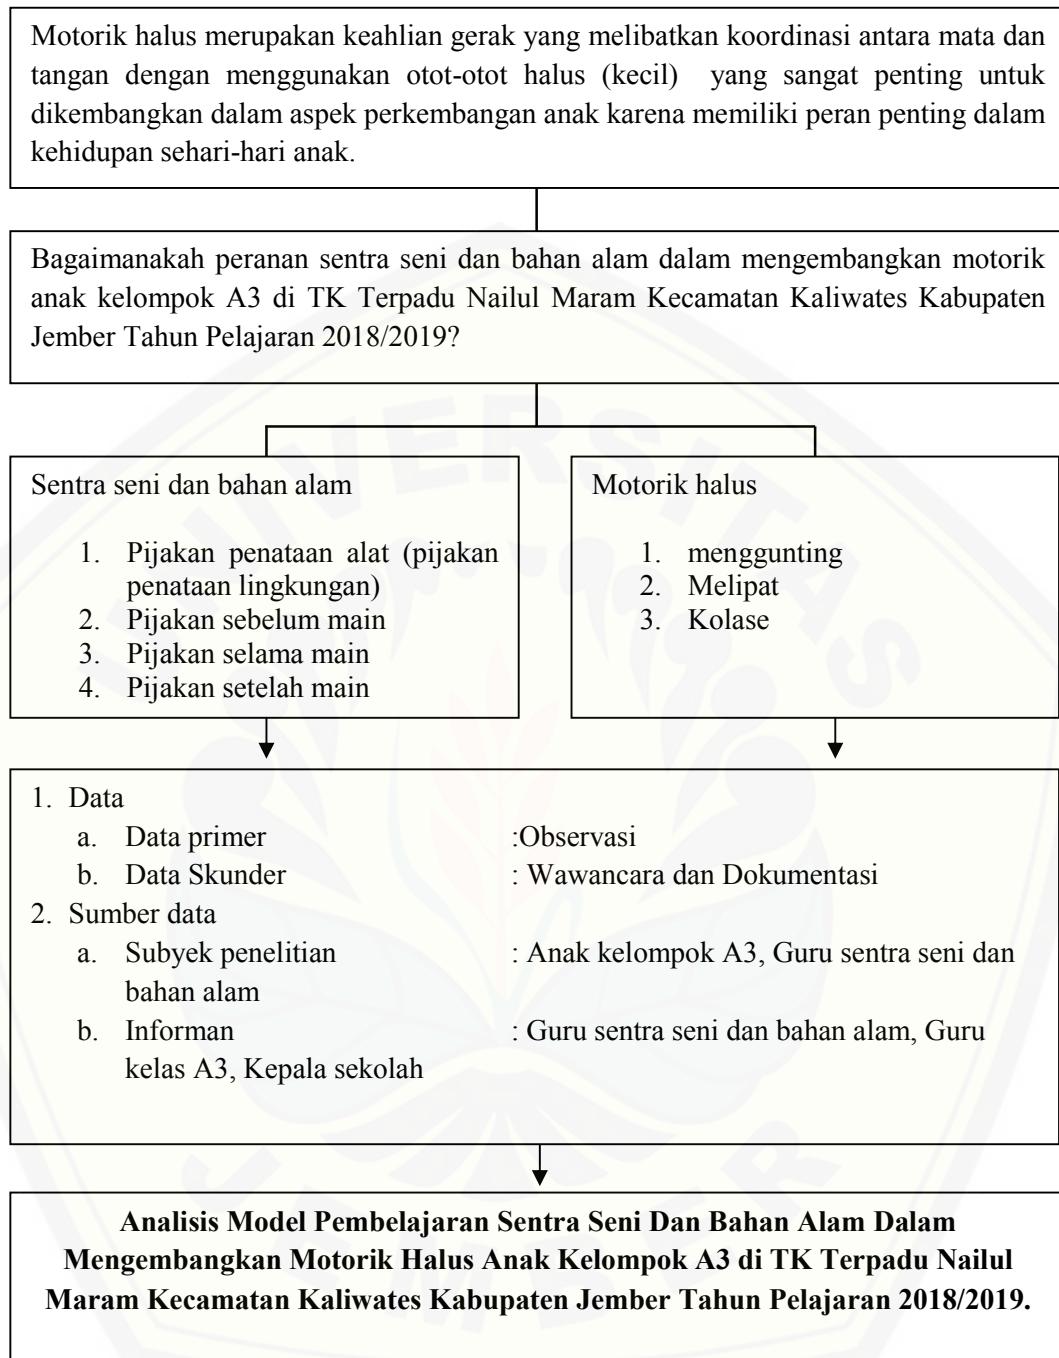 Motorik halus merupakan keahlian gerak yang melibatkan koordinasi antara mata dan
tangan dengan menggunakan otot-otot halus (kecil) yang sangat penting untuk
dikembangkan dalam aspek perkembangan anak karena memiliki peran penting dalam
kehidupan sehari-hari anak.
Bagaimanakah peranan sentra seni dan bahan alam dalam mengembangkan motorik
anak kelompok A3 di TK Terpadu Nailul Maram Kecamatan Kaliwates Kabupaten
Jember Tahun Pelajaran 2018/2019?
Sentra seni dan bahan alam
1. Pijakan penataan alat (pijakan
penataan lingkungan)
2. Pijakan sebelum main
3. Pijakan selama main
4. Pijakan setelah main
Motorik halus
1. menggunting
2. Melipat
3. Kolase
1. Data
a. Data primer :Observasi
b. Data Skunder : Wawancara dan Dokumentasi
2. Sumber data
a. Subyek penelitian : Anak kelompok A3, Guru sentra seni dan
bahan alam
b. Informan : Guru sentra seni dan bahan alam, Guru
kelas A3, Kepala sekolah
Analisis Model Pembelajaran Sentra Seni Dan Bahan Alam Dalam
Mengembangkan Motorik Halus Anak Kelompok A3 di TK Terpadu Nailul
Maram Kecamatan Kaliwates Kabupaten Jember Tahun Pelajaran 2018/2019.
UNIVERSITAS
JEMBER